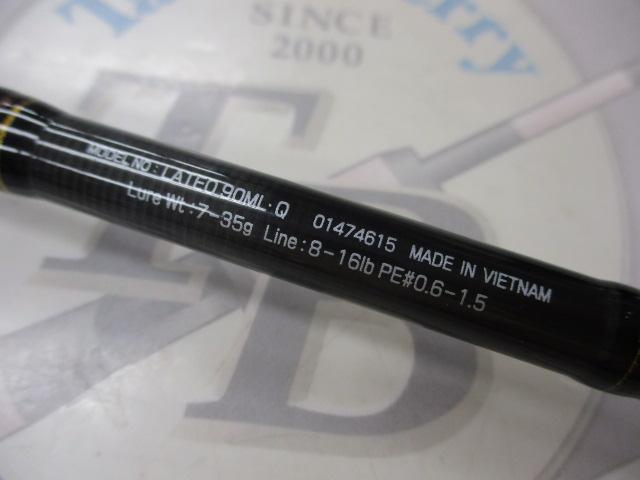 SINCE
2000
TB
MODEL NO : LATEO 90ML·Q 01474615 MADE IN VIETNAM
Lure Wt : 7-35g Line : 8-16lb PE#0.6-1.5